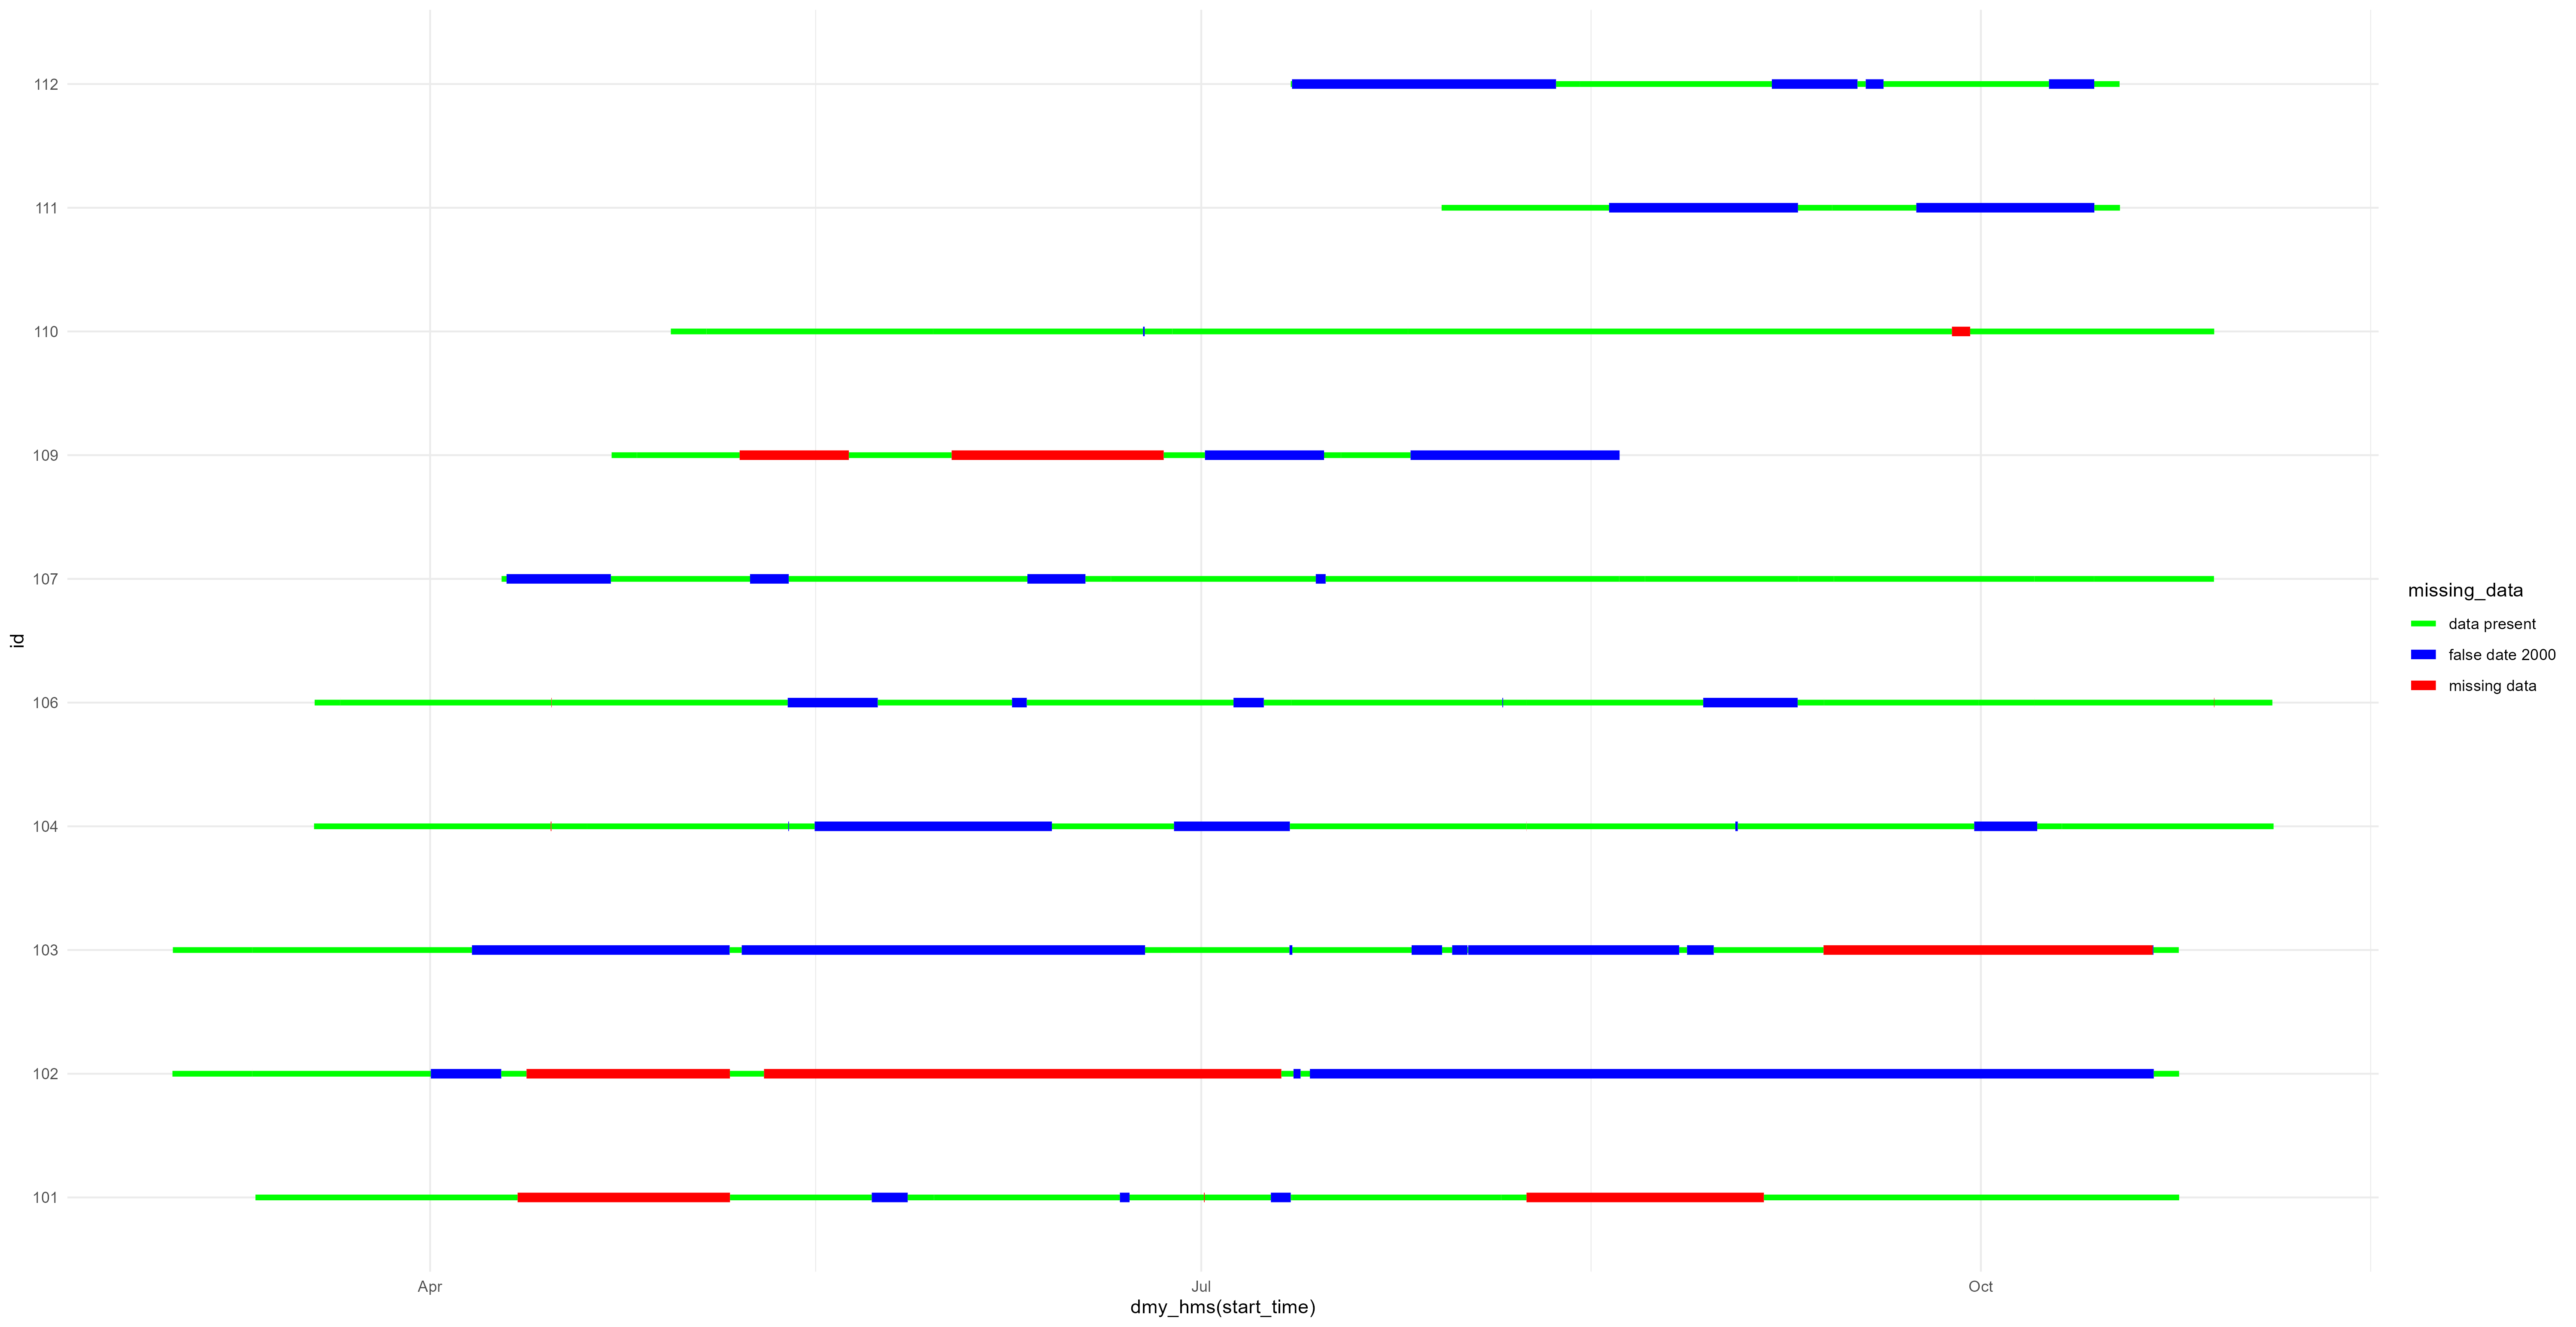 112
111
110
109
107
106
104
103
102
101
id
Apr
Jul
Oct
dmy_hms(start_time)
missing_data
data present
false date 2000
missing data